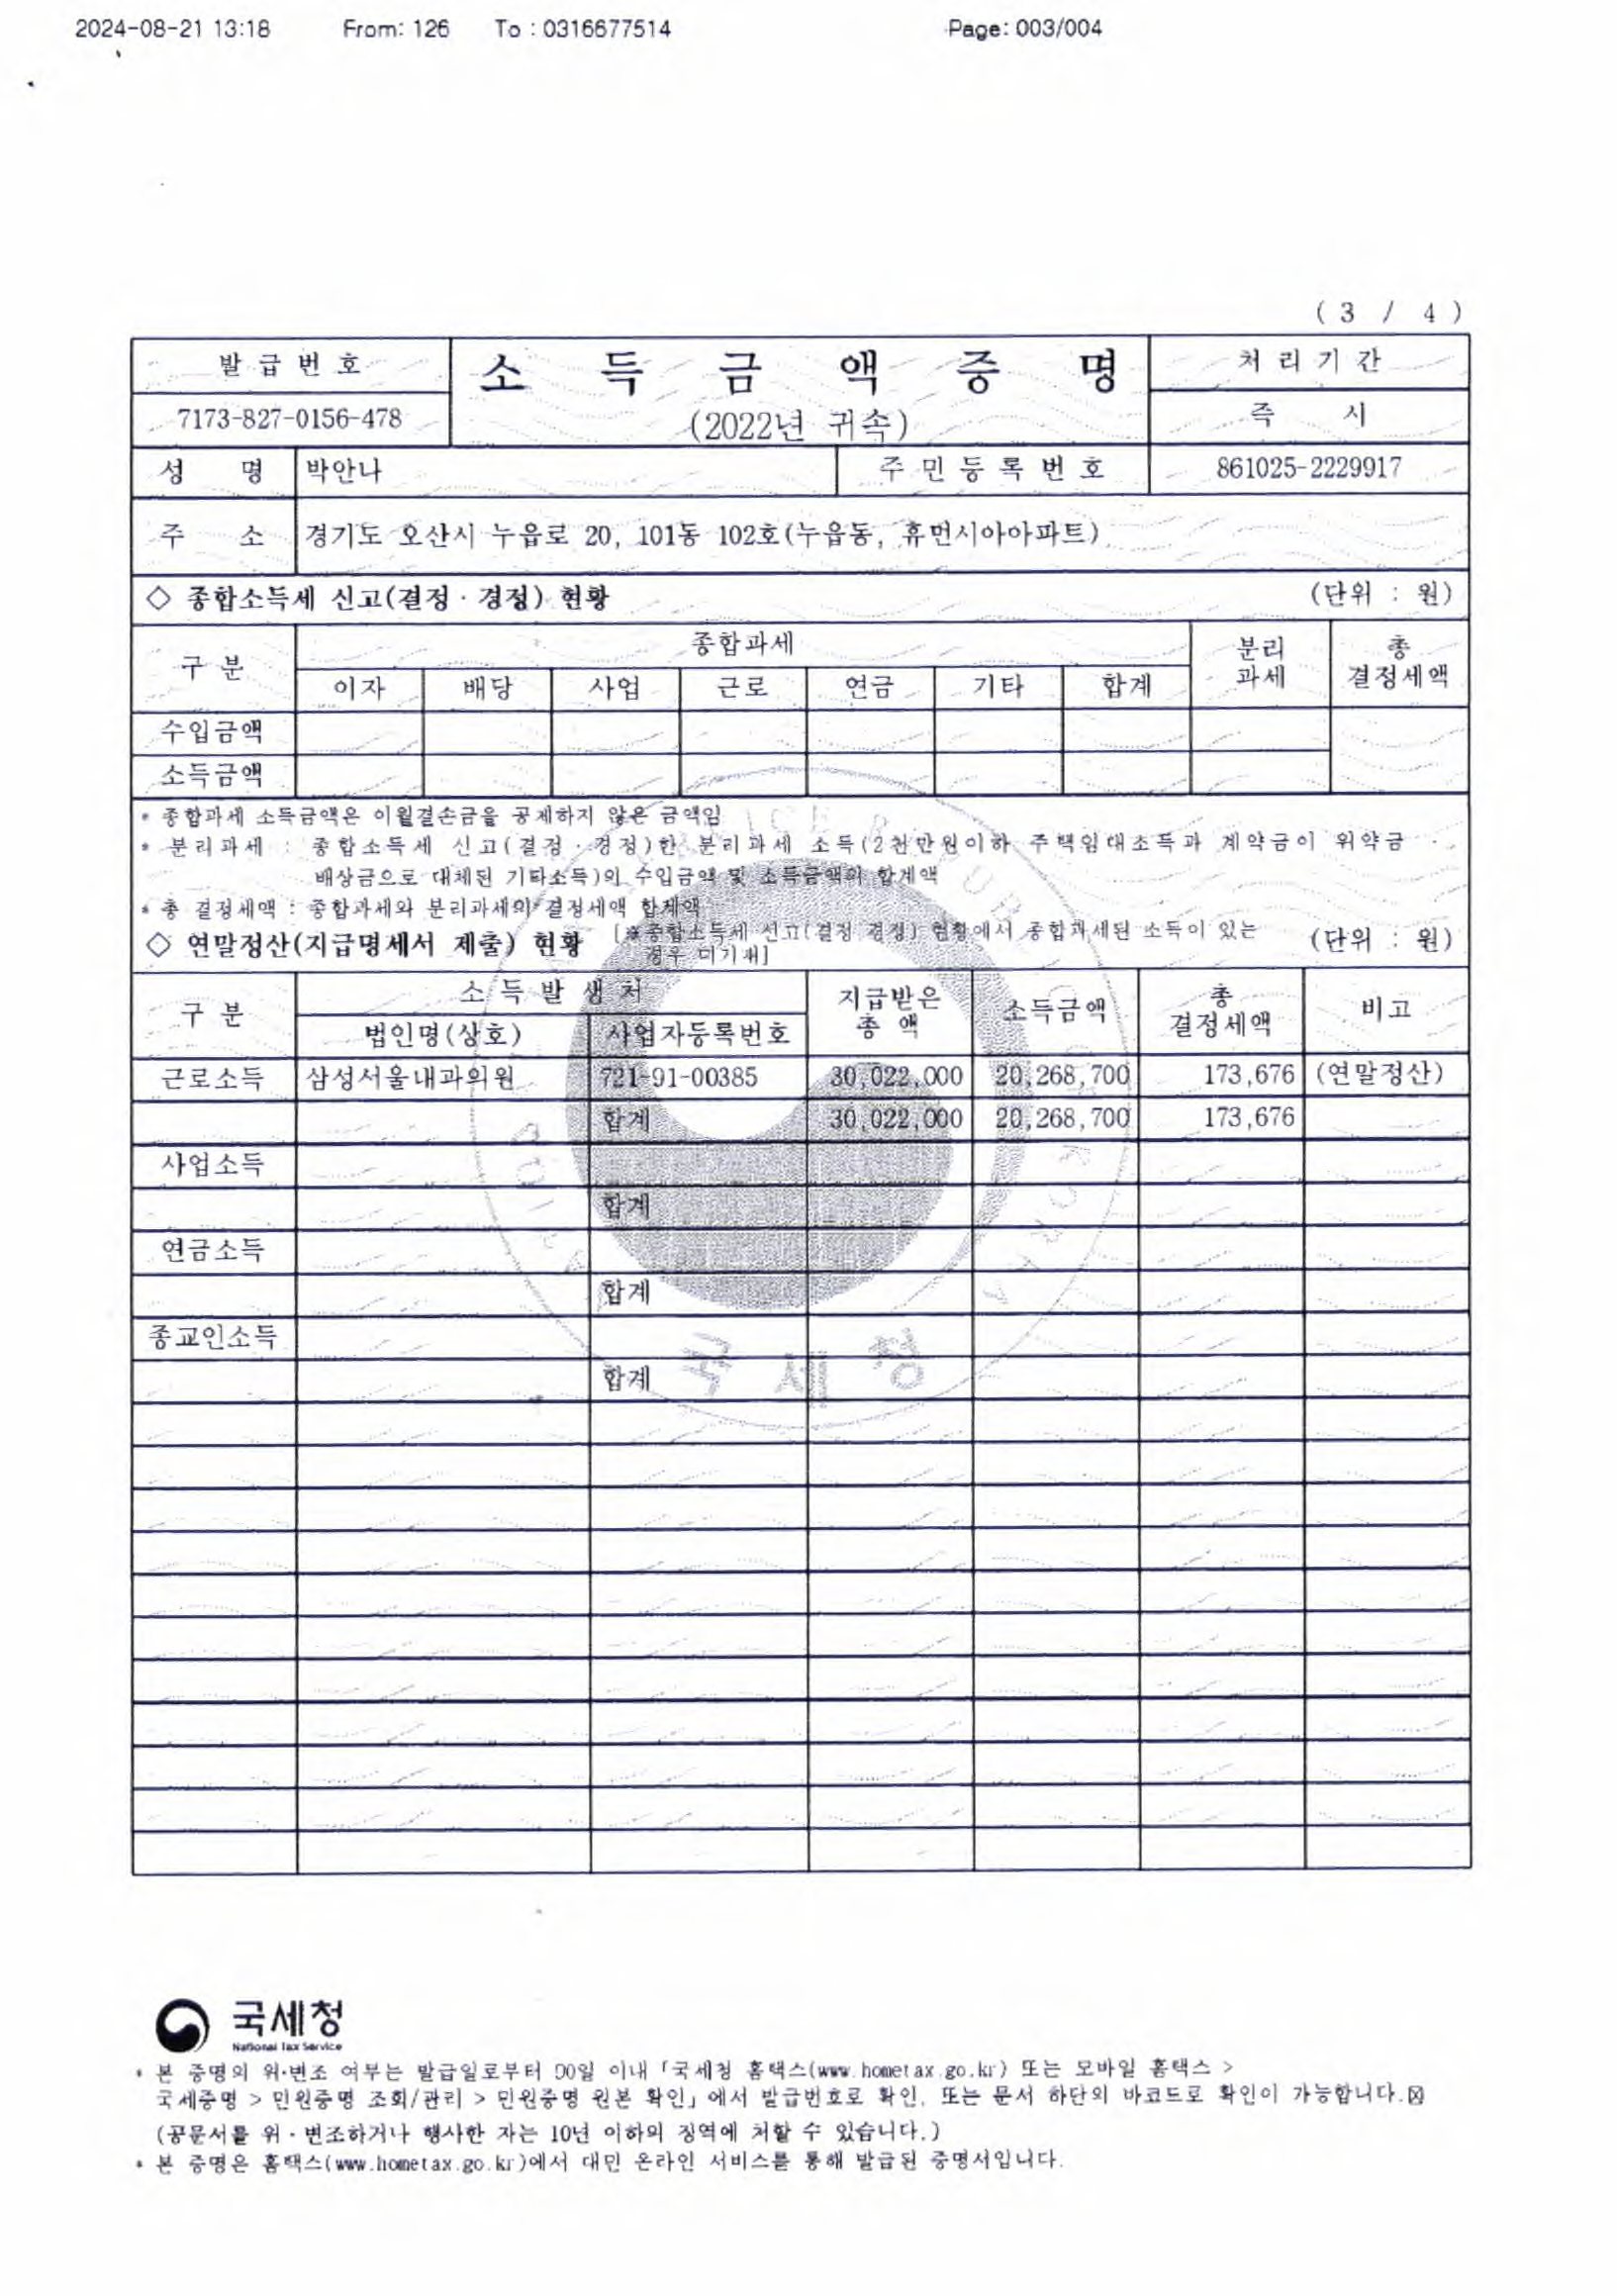 2024-08-21 13:18 From: 126 To : 0316677514 Page: 003/004
( 3 / 4 )
발급번호
7173-827-0156-478
소 득 금 액 증 명
(2022년 귀속)
처리기간
즉 시
성 명 박안나 주민등록번호 861025-2229917
주 소 경기도 오산시 누읍로 20, 101동 102호(누읍동, 휴먼시아아파트)
◇ 종합소득세 신고(결정·경정) 현황 (단위 : 원)
구 분 종합과세 분리과세 총결정세액
이자 배당 사업 근로 연금 기타 합계
수입금액
소득금액
* 종합과세 소득금액은 이월결손금을 공제하지 않은 금액임
* 분리과세 : 종합소득세 신고(결정·경정)한 분리과세 소득(2천만원이하 주택임대소득과 계약금이 위약금
배상금으로 대체된 기타소득)의 수입금액 및 소득금액의 합계액
* 총 결정세액 : 종합과세와 분리과세의 결정세액 합계액
◇ 연말정산(지급명세서 제출) 현황 [※종합소득세 신고(결정 경정) 현황에서 종합과세된 소득이 있는 (단위 : 원)
경우 미기재]
구 분 소득발생처 지급받은 총 액 소득금액 총 결정세액 비고
법인명(상호) 사업자등록번호
근로소득 삼성서울내과의원 721-91-00385 30,022,000 20,268,700 173,676 (연말정산)
합계 30,022,000 20,268,700 173,676
사업소득
합계
연금소득
합계
종교인소득
합계
국세청
국세청
National Tax Service
* 본 증명의 위·변조 여부는 발급일로부터 90일 이내 「국세청 홈택스(www.hometax.go.kr) 또는 모바일 홈택스 >
국세증명 > 민원증명 조회/관리 > 민원증명 원본 확인」에서 발급번호로 확인, 또는 문서 하단의 바코드로 확인이 가능합니다.
(공문서를 위·변조하거나 행사한 자는 10년 이하의 징역에 처할 수 있습니다.)
* 본 증명은 홈택스(www.hometax.go.kr)에서 대민 온라인 서비스를 통해 발급된 증명서입니다.